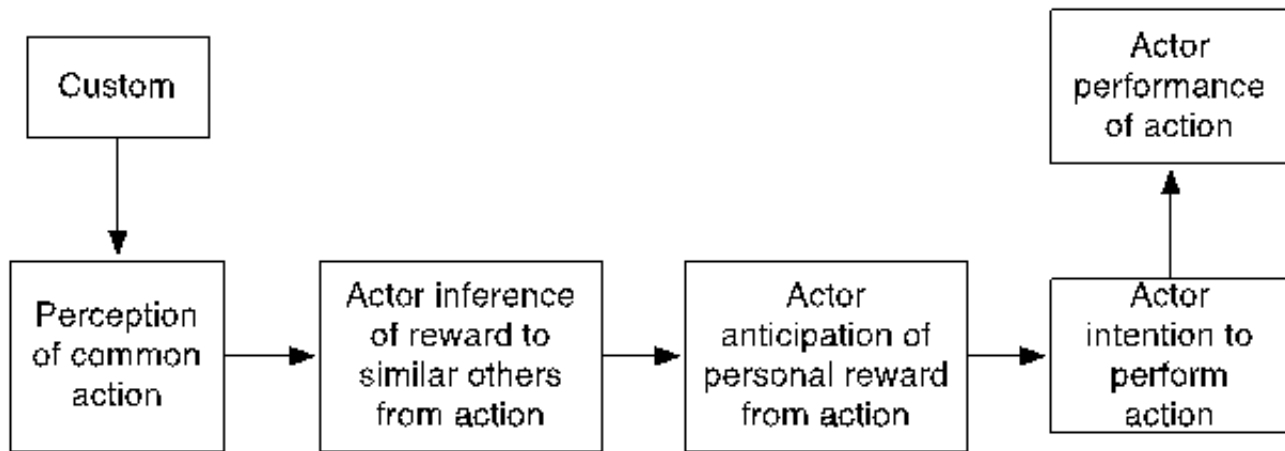 Custom
Perception
of common
action
Actor inference
of reward to
similar others
from action
Actor
anticipation of
personal reward
from action
Actor
intention to
perform
action
Actor
performance
of action